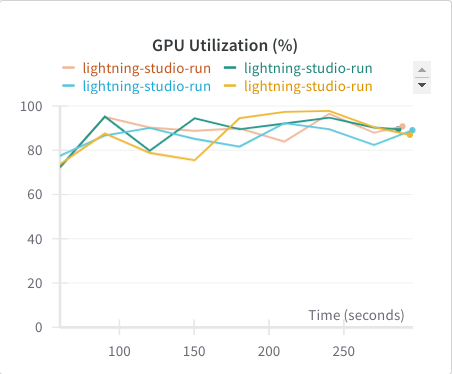 GPU Utilization (%)
lightning-studio-run lightning-studio-run
lightning-studio-run lightning-studio-run
100
80
60
40
20
0
Time (seconds)
100 150 200 250